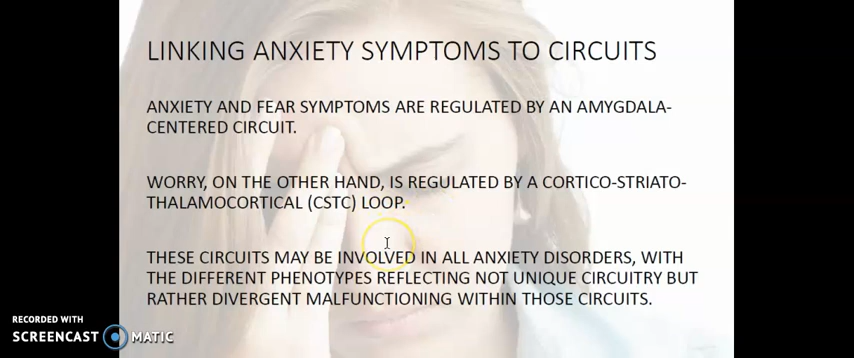 LINKING ANXIETY SYMPTOMS TO CIRCUITS
ANXIETY AND FEAR SYMPTOMS ARE REGULATED BY AN AMYGDALA-
CENTERED CIRCUIT.
WORRY, ON THE OTHER HAND, IS REGULATED BY A CORTICO-STRIATO-
THALAMOCORTICAL (CSTC) LOOP.
THESE CIRCUITS MAY BE INVOLVED IN ALL ANXIETY DISORDERS, WITH
THE DIFFERENT PHENOTYPES REFLECTING NOT UNIQUE CIRCUITRY BUT
RATHER DIVERGENT MALFUNCTIONING WITHIN THOSE CIRCUITS.
RECORDED WITH
SCREENCAST MATIC